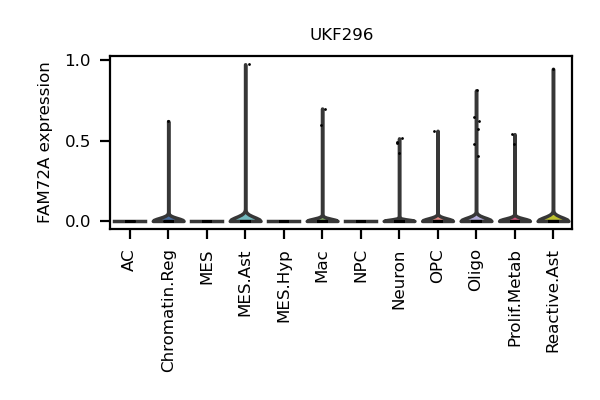 UKF296
FAM72A expression
1.0
0.5
0.0
AC
Chromatin.Reg
MES
MES.Ast
MES.Hyp
Mac
NPC
Neuron
OPC
Oligo
Prolif.Metab
Reactive.Ast